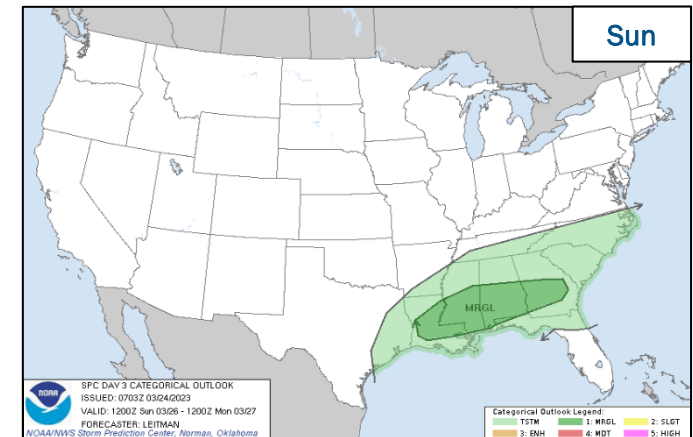 Sun
MRGL
SPC DAY 3 CATEGORICAL OUTLOOK
ISSUED: 0703Z 03/24/2023
VALID: 1200Z Sun 03/26 - 1200Z Mon 03/27
FORECASTER: LEITMAN
NOAA/NWS Storm Prediction Center, Norman, Oklahoma
NOAA
Categorical Outlook Legend:
TSTM 1: MRGL 2: SLGT
3: ENH 4: MDT 5: HIGH